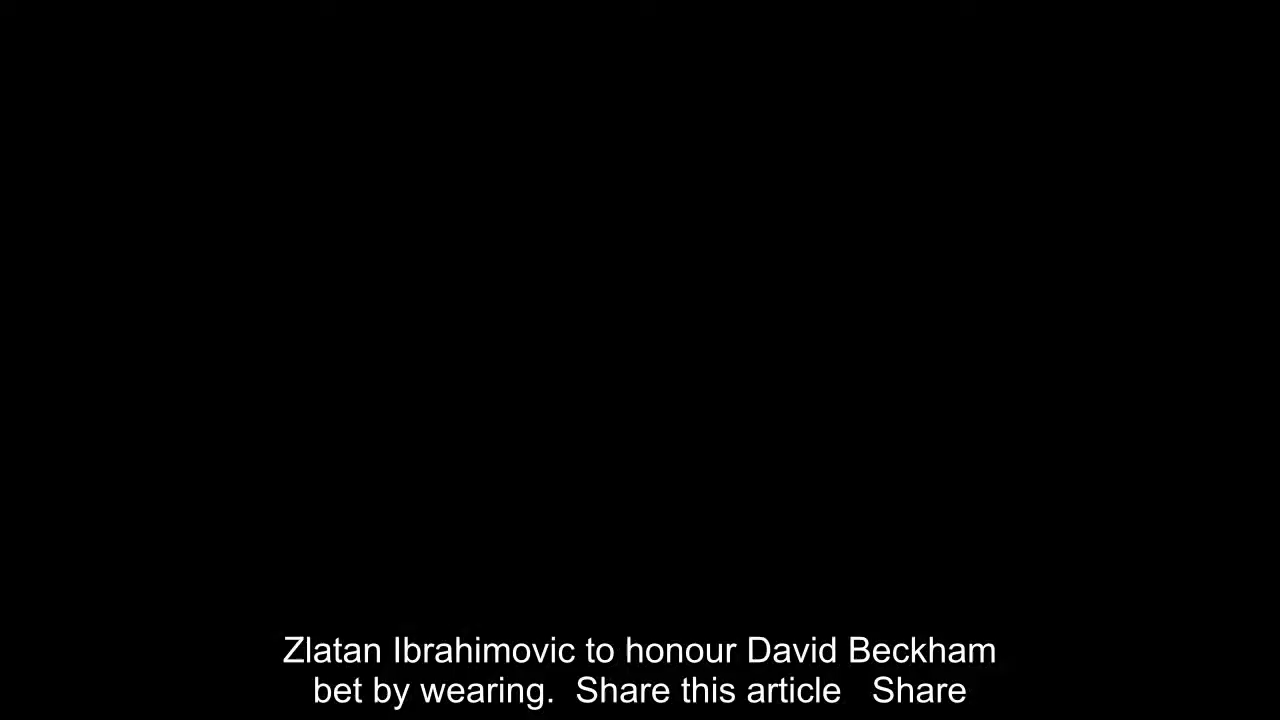 Zlatan Ibrahimovic to honour David Beckham
bet by wearing.  Share this article   Share